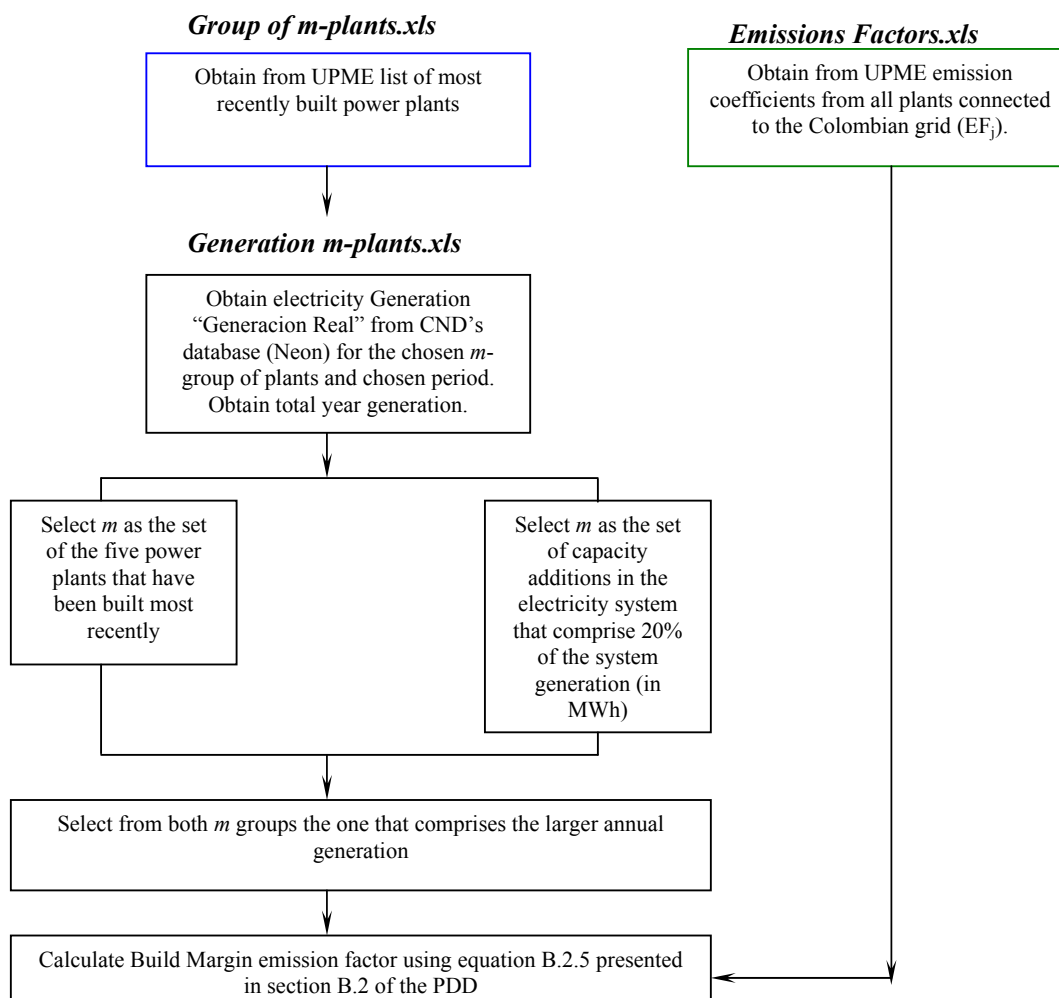 Group of m-plants.xls
Obtain from UPME list of most
recently built power plants
Emissions Factors.xls
Obtain from UPME emission
coefficients from all plants connected
to the Colombian grid (EFj).
Generation m-plants.xls
Obtain electricity Generation
“Generacion Real” from CND’s
database (Neon) for the chosen m-
group of plants and chosen period.
Obtain total year generation.
Select m as the set
of the five power
plants that have
been built most
recently
Select m as the set
of capacity
additions in the
electricity system
that comprise 20%
of the system
generation (in
MWh)
Select from both m groups the one that comprises the larger annual
generation
Calculate Build Margin emission factor using equation B.2.5 presented
in section B.2 of the PDD